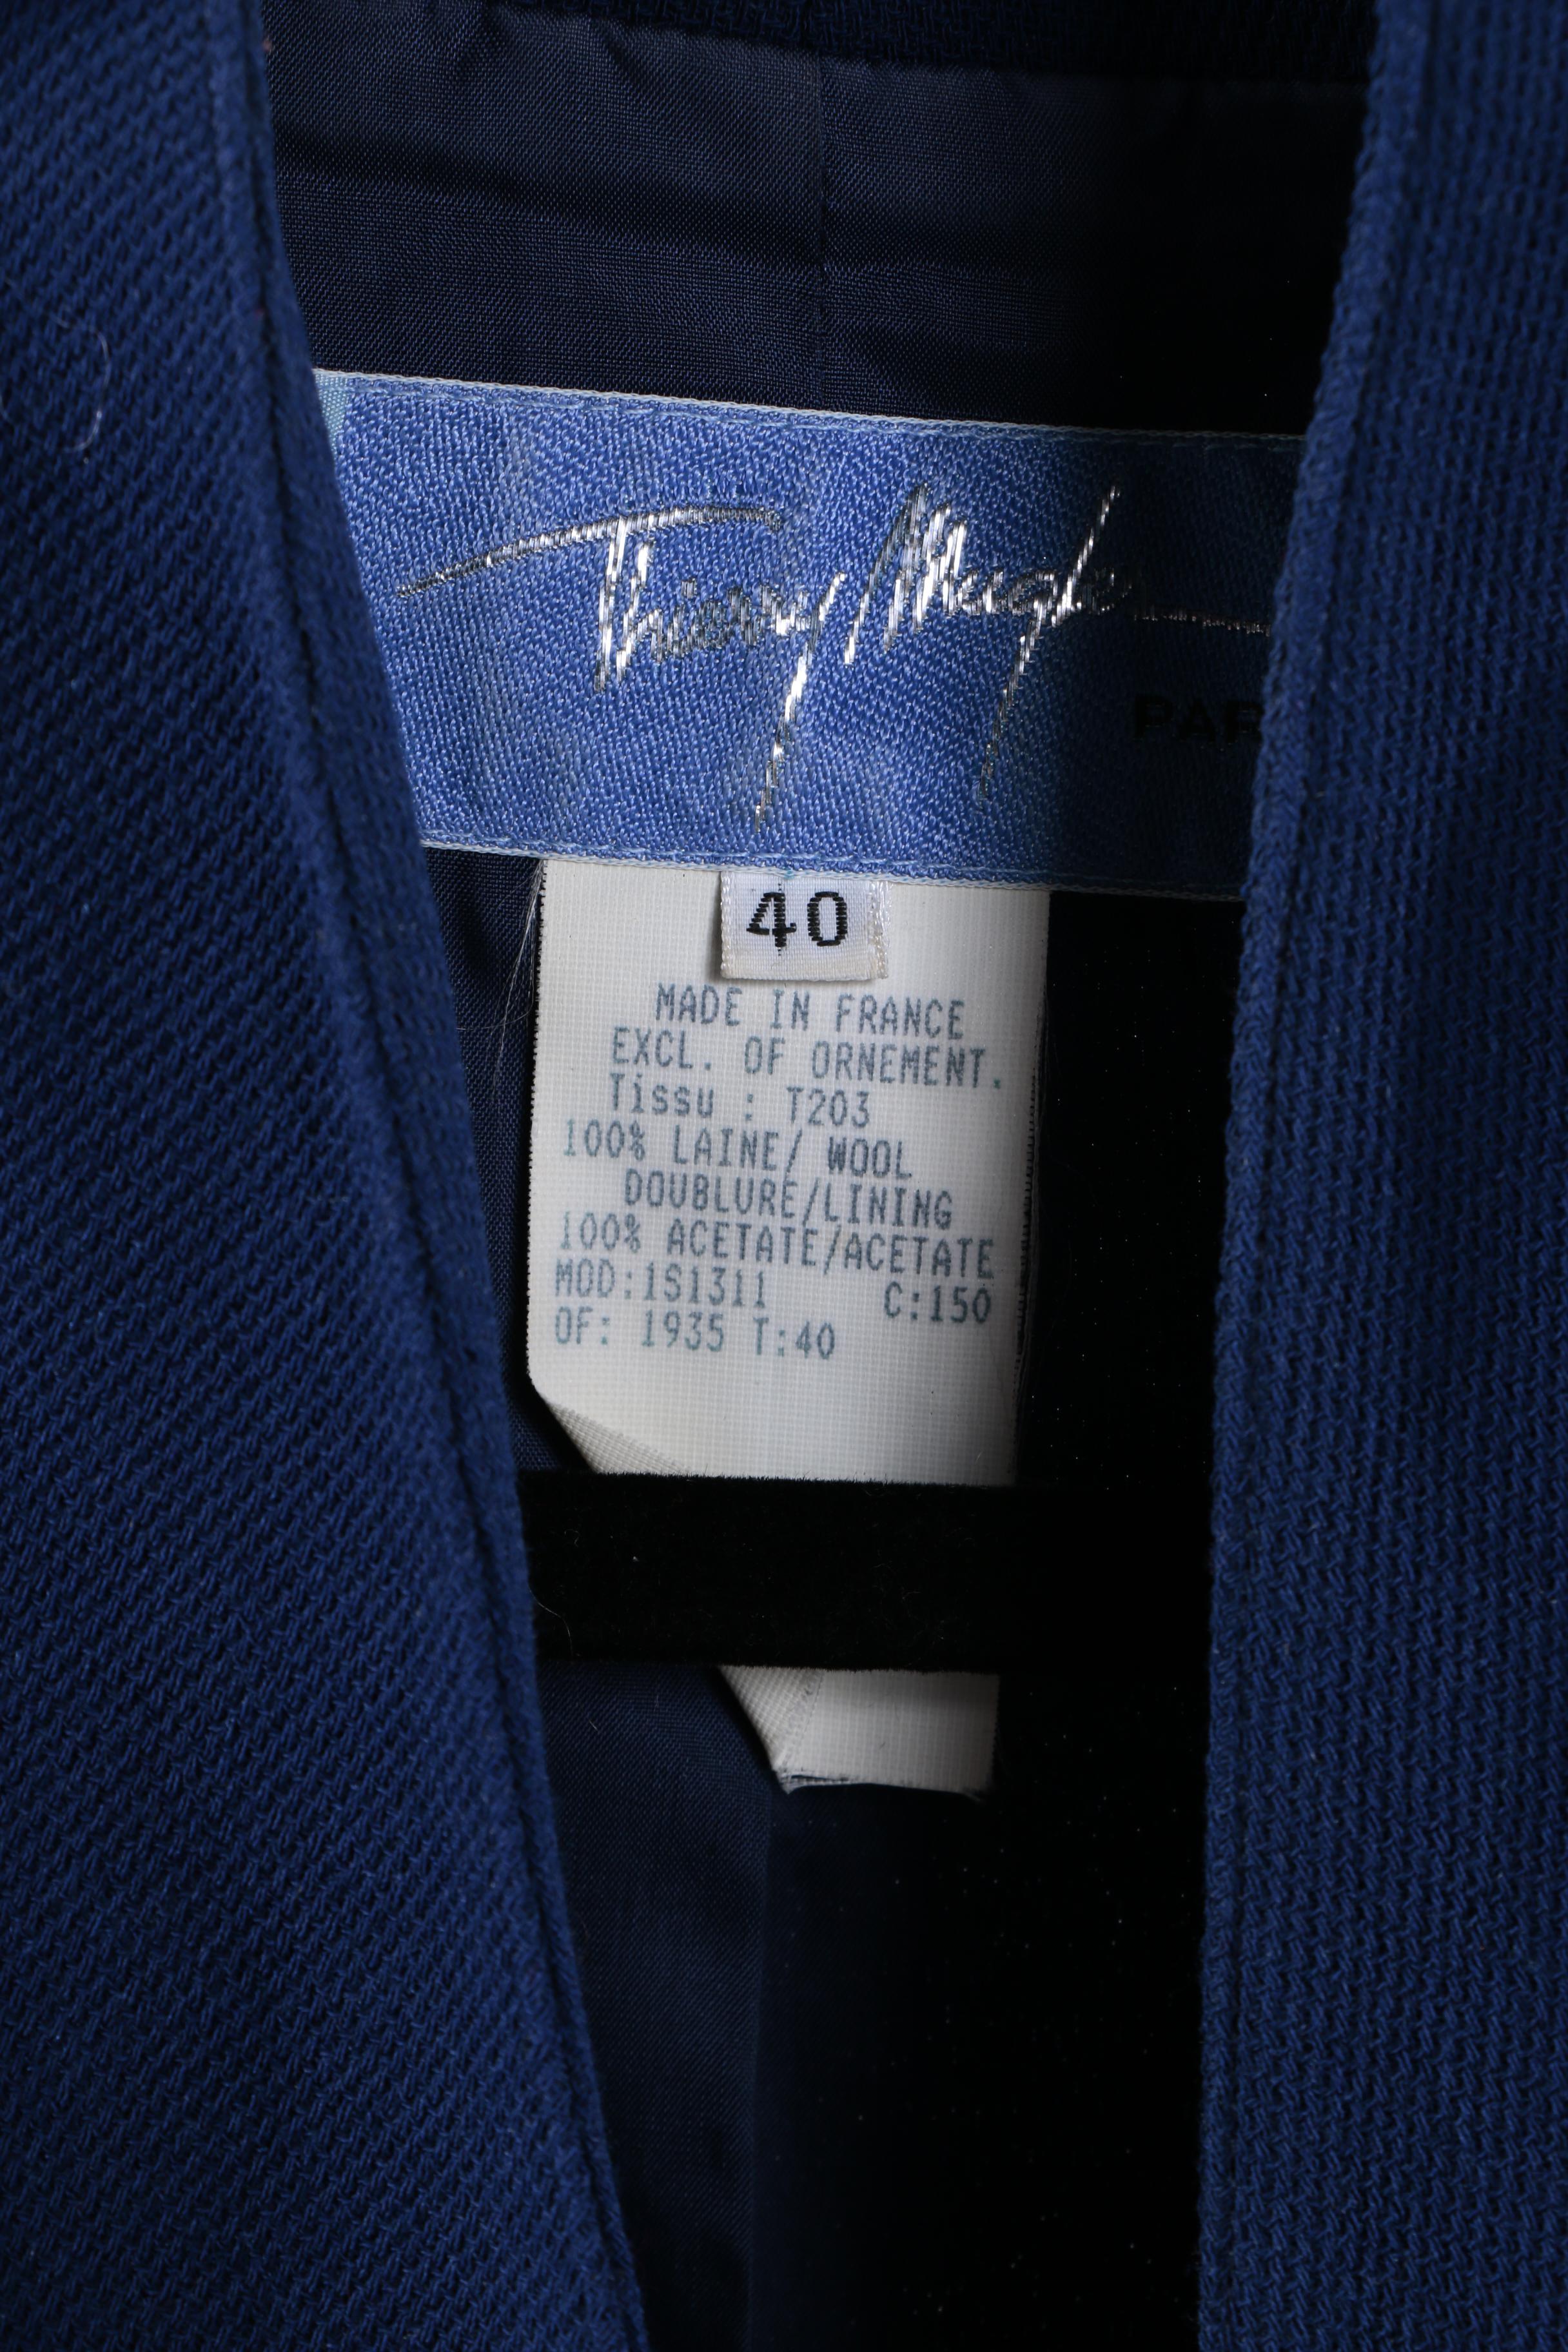 Thierry Mugler
PAR
40
MADE IN FRANCE
EXCL. OF ORNEMENT.
Tissu : T203
100% LAINE/ WOOL
DOUBLURE/LINING
100% ACETATE/ACETATE
MOD:1S1311 C:150
OF: 1935 T:40